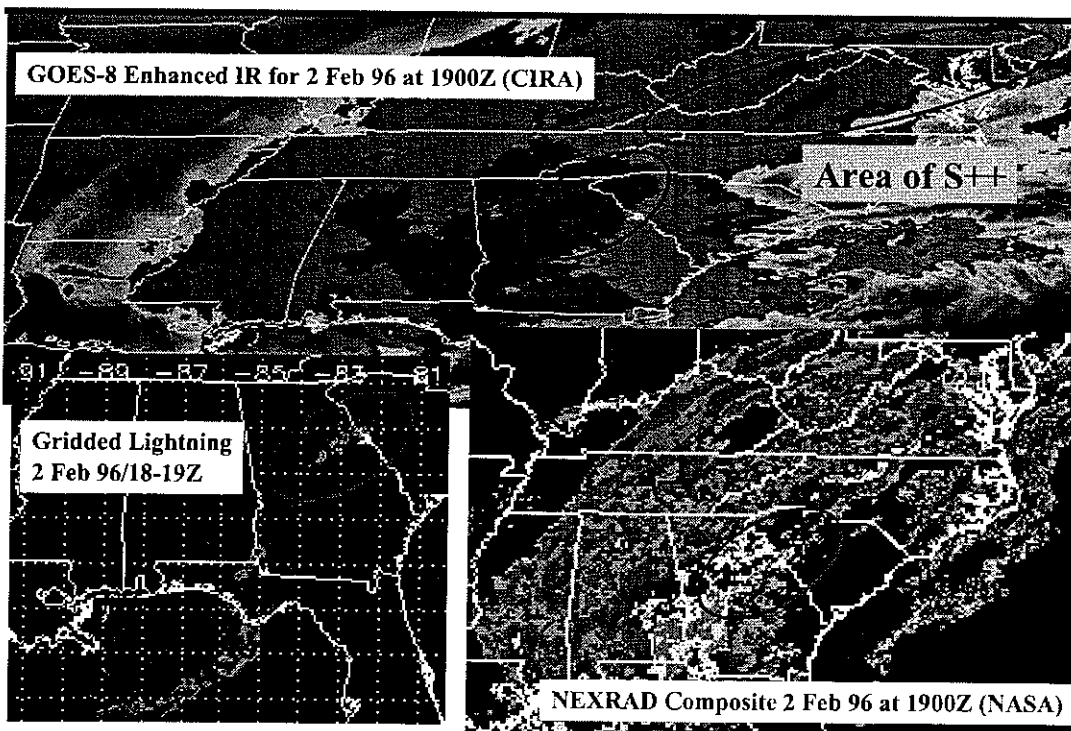 GOES-8 Enhanced IR for 2 Feb 96 at 1900Z (CIRA)
Area of S++
91 -89 -87 -85 -83 -81
Gridded Lightning
2 Feb 96/18-19Z
NEXRAD Composite 2 Feb 96 at 1900Z (NASA)